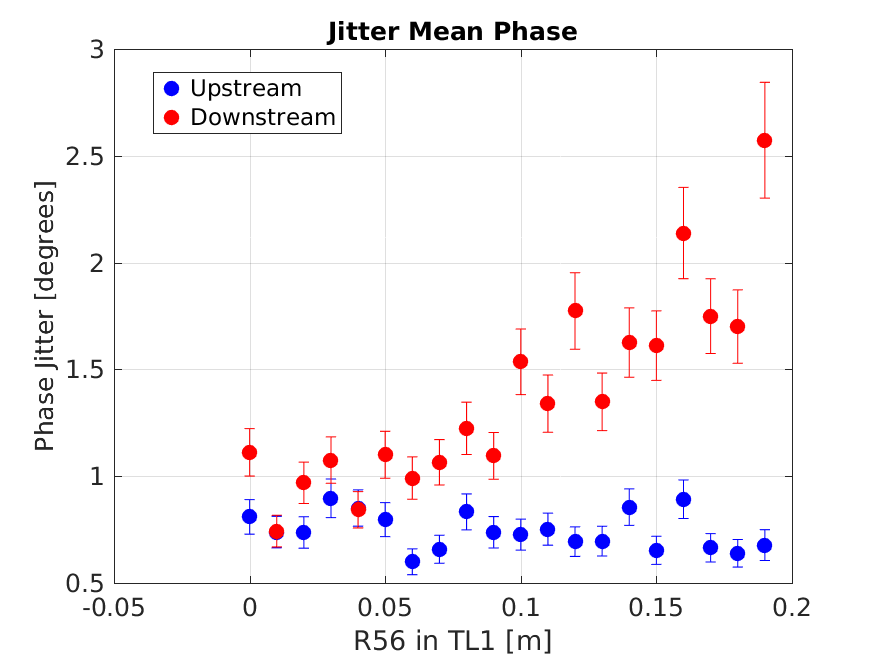 Jitter Mean Phase
3
Upstream
Downstream
2.5
2
1.5
1
0.5
Phase Jitter [degrees]
-0.05 0 0.05 0.1 0.15 0.2
R56 in TL1 [m]